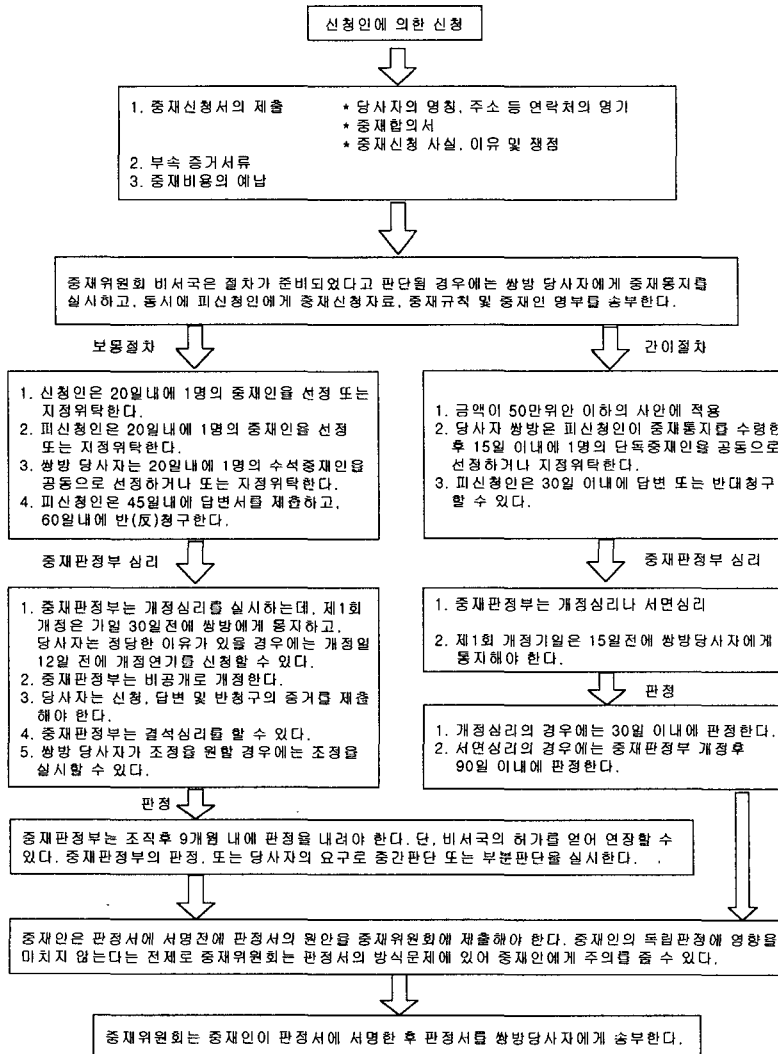 신청인에 의한 신청
1. 중재신청서의 제출 * 당사자의 명칭, 주소 등 연락처의 명기
* 중재합의서
* 중재신청 사실, 이유 및 쟁점
2. 부속 증거서류
3. 중재비용의 예납
중재위원회 비서국은 절차가 준비되었다고 판단될 경우에는 쌍방 당사자에게 중재통지를
실시하고, 동시에 피신청인에게 중재신청자료, 중재규칙 및 중재인 명부를 송부한다.
보통절차
1. 신청인은 20일내에 1명의 중재인을 선정 또는
지정위탁한다.
2. 피신청인은 20일내에 1명의 중재인을 선정
또는 지정위탁한다.
3. 쌍방 당사자는 20일내에 1명의 수석중재인을
공동으로 선정하거나 또는 지정위탁한다.
4. 피신청인은 45일내에 답변서를 제출하고,
60일내에 반(反)청구한다.
중재판정부 심리
1. 중재판정부는 개정심리를 실시하는데, 제1회
개정은 기일 30일전에 쌍방에게 통지하고,
당사자는 정당한 이유가 있을 경우에는 개정일
12일 전에 개정연기를 신청할 수 있다.
2. 중재판정부는 비공개로 개정한다.
3. 당사자는 신청, 답변 및 반청구의 증거를 제출
해야 한다.
4. 중재판정부는 결석심리를 할 수 있다.
5. 쌍방 당사자가 조정을 원할 경우에는 조정을
실시할 수 있다.
판정
간이절차
1. 금액이 50만위안 이하의 사안에 적용
2. 당사자 쌍방은 피신청인이 중재통지를 수령한
후 15일 이내에 1명의 단독중재인을 공동으로
선정하거나 지정위탁한다.
3. 피신청인은 30일 이내에 답변 또는 반대청구
할 수 있다.
중재판정부 심리
1. 중재판정부는 개정심리나 서면심리
2. 제1회 개정기일은 15일전에 쌍방당사자에게
통지해야 한다.
판정
1. 개정심리의 경우에는 30일 이내에 판정한다.
2. 서면심리의 경우에는 중재판정부 개정후
90일 이내에 판정한다.
중재판정부는 조직후 9개월 내에 판정을 내려야 한다. 단, 비서국의 허가를 얻어 연장할 수
있다. 중재판정부의 판정, 또는 당사자의 요구로 중간판단 또는 부분판단을 실시한다.
중재인은 판정서에 서명전에 판정서의 원안을 중재위원회에 제출해야 한다. 중재인의 독립판정에 영향을
마치지 않는다는 전제로 중재위원회는 판정서의 방식문제에 있어 중재인에게 주의를 줄 수 있다.
중재위원회는 중재인이 판정서에 서명한 후 판정서를 쌍방당사자에게 송부한다.